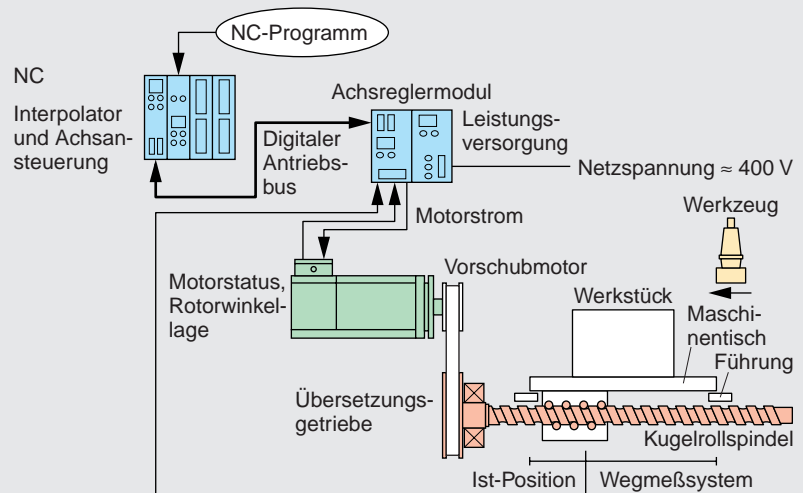 NC-Programm
NC
Interpolator
und Achsan-
steuerung
Achsreglermodul
Leistungs-
versorgung
Digitaler
Antriebs-
bus
Netzspannung ≈ 400 V
Motorstrom
Werkzeug
Motorstatus,
Rotorwinkel-
lage
Vorschubmotor
Werkstück
Maschi-
nentisch
Führung
Übersetzungs-
getriebe
Kugelrollspindel
Ist-Position
Wegmeßsystem